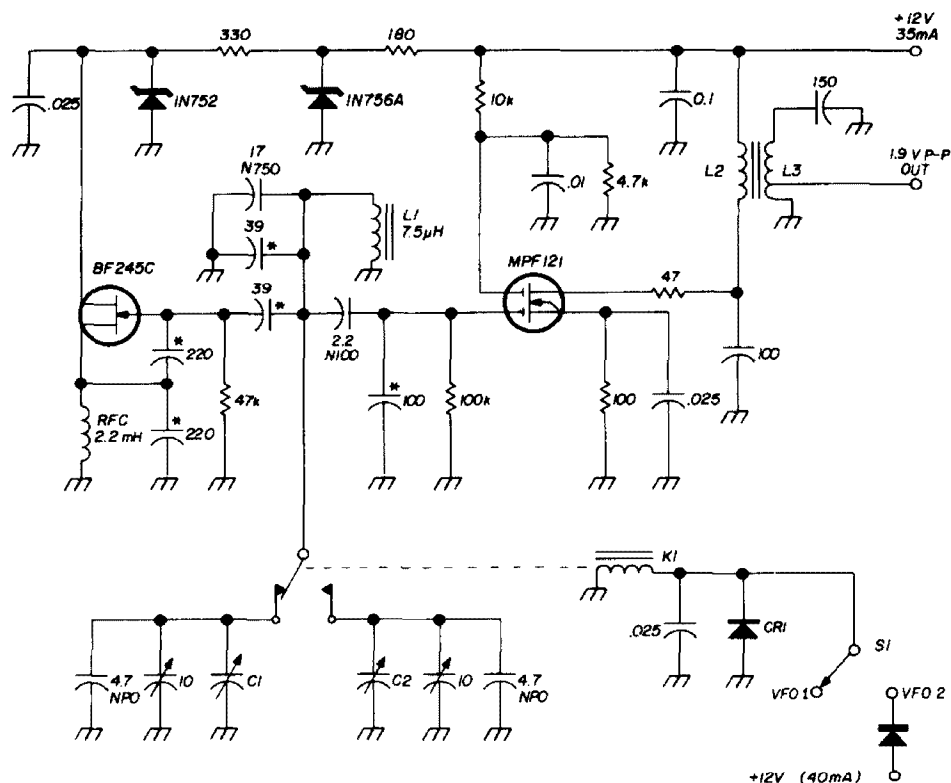 +12V
35mA
330
180
.025
1N752
1N756A
10k
0.1
150
17
N750
.01
4.7k
L2
L3
1.9 V P-P
OUT
39
*
L1
7.5µH
BF245C
MPF121
47
39
*
2.2
N100
*
220
*
220
47k
*
100
100k
100
.025
100
RFC
2.2 mH
K1
.025
CR1
S1
4.7
NPO
10
C1
C2
10
4.7
NPO
VFO 1
VFO 2
+12V (40mA)